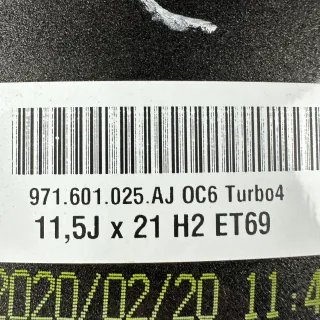 971.601.025.AJ OC6 Turbo4
11,5J x 21 H2 ET69
2020/02/20 11:4